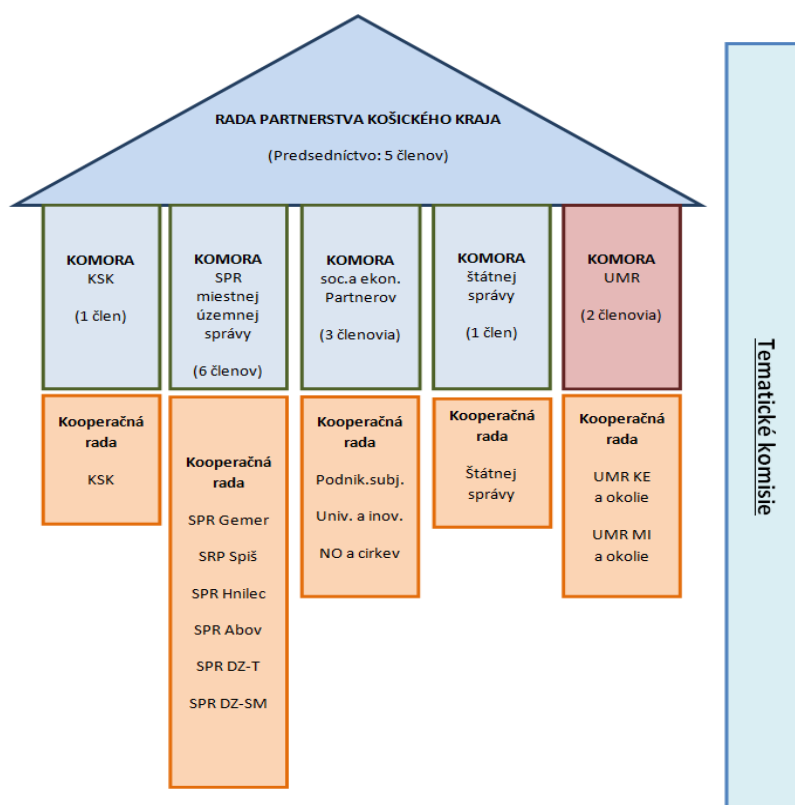 RADA PARTNERSTVA KOŠICKÉHO KRAJA
(Predsedníctvo: 5 členov)
KOMORA
KSK
(1 člen)
KOMORA
SPR
miestnej
územnej
správy
(6 členov)
KOMORA
soc.a ekon.
Partnerov
(3 členovia)
KOMORA
štátnej
správy
(1 člen)
KOMORA
UMR
(2 členovia)
Kooperačná
rada
KSK
Kooperačná
rada
SPR Gemer
SRP Spiš
SPR Hnilec
SPR Abov
SPR DZ-T
SPR DZ-SM
Kooperačná
rada
Podnik.subj.
Univ. a inov.
NO a cirkev
Kooperačná
rada
Štátnej
správy
Kooperačná
rada
UMR KE
a okolie
UMR MI
a okolie
Tematické komisie